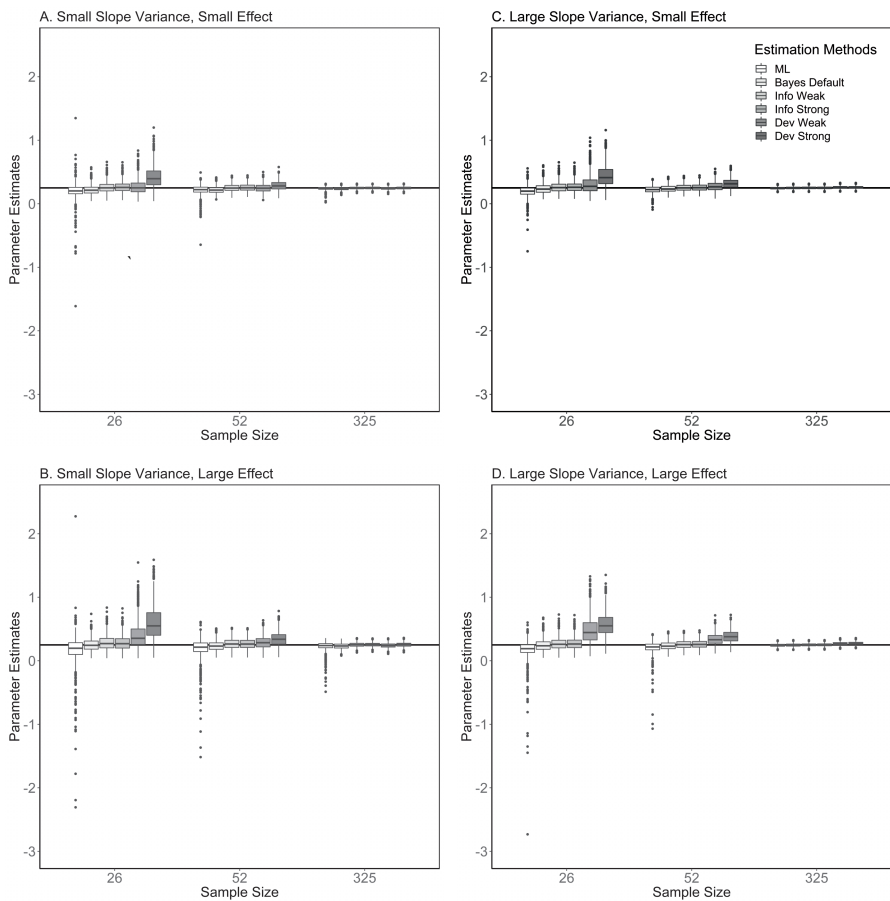 A. Small Slope Variance, Small Effect
Parameter Estimates
2
1
0
-1
-2
-3
26
52
325
Sample Size
C. Large Slope Variance, Small Effect
Estimation Methods
ML
Bayes Default
Info Weak
Info Strong
Dev Weak
Dev Strong
Parameter Estimates
2
1
0
-1
-2
-3
26
52
325
Sample Size
B. Small Slope Variance, Large Effect
Parameter Estimates
2
1
0
-1
-2
-3
26
52
325
Sample Size
D. Large Slope Variance, Large Effect
Parameter Estimates
2
1
0
-1
-2
-3
26
52
325
Sample Size